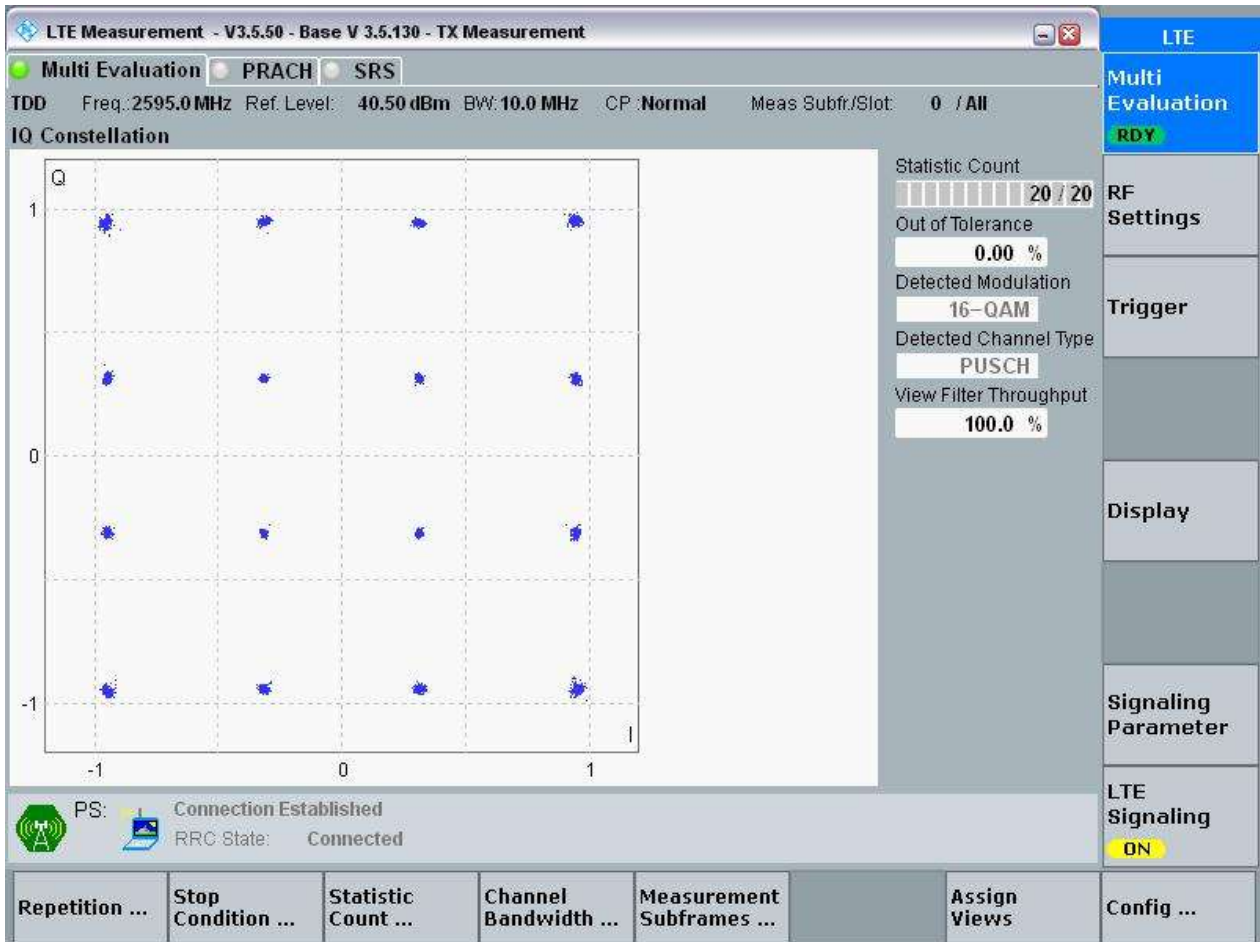 LTE Measurement - V3.5.50 - Base V 3.5.130 - TX Measurement
LTE
Multi Evaluation PRACH SRS
TDD Freq.:2595.0 MHz Ref. Level: 40.50 dBm BW:10.0 MHz CP :Normal Meas Subfr./Slot: 0 / All
IQ Constellation
Q
1
0
-1
I
-1 0 1
Statistic Count
20 / 20
Out of Tolerance
0.00 %
Detected Modulation
16-QAM
Detected Channel Type
PUSCH
View Filter Throughput
100.0 %
Multi
Evaluation
RDY
RF
Settings
Trigger
Display
Signaling
Parameter
LTE
Signaling
ON
PS: Connection Established
RRC State: Connected
Repetition ...
Stop
Condition ...
Statistic
Count ...
Channel
Bandwidth ...
Measurement
Subframes ...
Assign
Views
Config ...